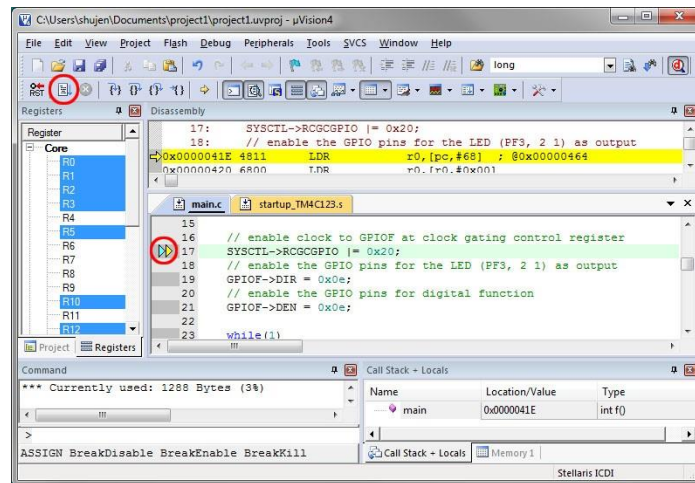 C:\Users\shujen\Documents\project1\project1.uvproj - µVision4
File Edit View Project Flash Debug Peripherals Tools SVCS Window Help
long
RST
Registers
Disassembly
Register
Core
R0
R1
R2
R3
R4
R5
R6
R7
R8
R9
R10
R11
R12
Project Registers
17: SYSCTL->RCGCGPIO |= 0x20;
18: // enable the GPIO pins for the LED (PF3, 2 1) as output
0x0000041E 4811 LDR r0,[pc,#68] ; @0x00000464
0x00000420 6800 LDR r0,[r0,#0x00]
main.c startup_TM4C123.s
15
16 // enable clock to GPIOF at clock gating control register
17 SYSCTL->RCGCGPIO |= 0x20;
18 // enable the GPIO pins for the LED (PF3, 2 1) as output
19 GPIOF->DIR = 0x0e;
20 // enable the GPIO pins for digital function
21 GPIOF->DEN = 0x0e;
22
23 while(1)
Command
*** Currently used: 1288 Bytes (3%)
>
ASSIGN BreakDisable BreakEnable BreakKill
Call Stack + Locals
Name Location/Value Type
main 0x0000041E int f()
Call Stack + Locals Memory 1
Stellaris ICDI